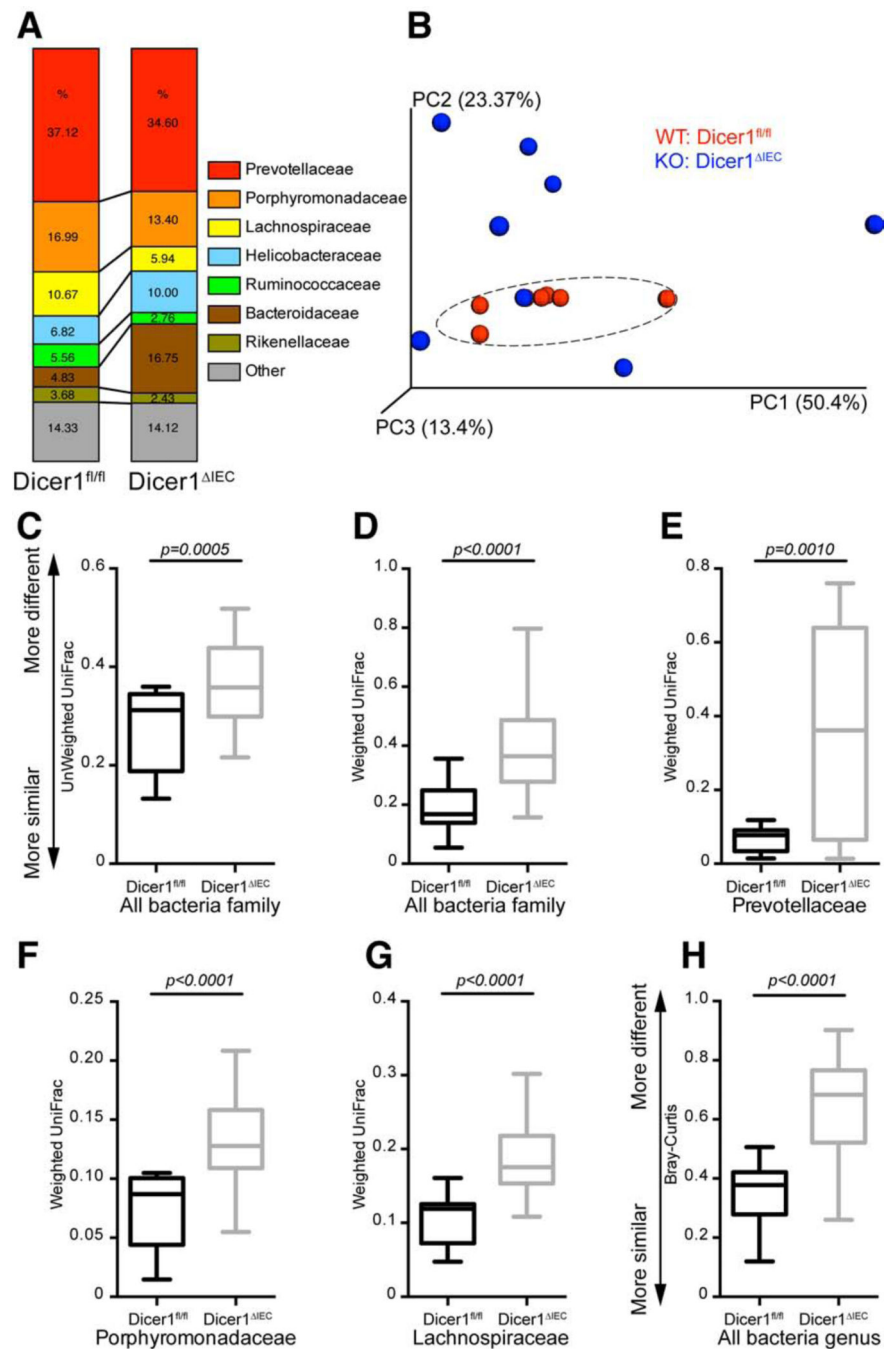 A
%
37.12
16.99
10.67
6.82
5.56
4.83
3.68
14.33
Dicer1fl/fl
%
34.60
13.40
5.94
10.00
2.76
16.75
2.43
14.12
Dicer1ΔIEC
Prevotellaceae
Porphyromonadaceae
Lachnospiraceae
Helicobacteraceae
Ruminococcaceae
Bacteroidaceae
Rikenellaceae
Other
B
PC2 (23.37%)
WT: Dicer1fl/fl
KO: Dicer1ΔIEC
PC1 (50.4%)
PC3 (13.4%)
C
More different
More similar
UnWeighted UniFrac
p=0.0005
0.6
0.4
0.2
0
Dicer1fl/fl Dicer1ΔIEC
All bacteria family
D
Weighted UniFrac
p<0.0001
1.0
0.8
0.6
0.4
0.2
0
Dicer1fl/fl Dicer1ΔIEC
All bacteria family
E
Weighted UniFrac
p=0.0010
0.8
0.6
0.4
0.2
0
Dicer1fl/fl Dicer1ΔIEC
Prevotellaceae
F
Weighted UniFrac
p<0.0001
0.25
0.20
0.15
0.10
0.05
0
Dicer1fl/fl Dicer1ΔIEC
Porphyromonadaceae
G
Weighted UniFrac
p<0.0001
0.4
0.3
0.2
0.1
0
Dicer1fl/fl Dicer1ΔIEC
Lachnospiraceae
H
More different
More similar
Bray-Curtis
p<0.0001
1.0
0.8
0.6
0.4
0.2
0
Dicer1fl/fl Dicer1ΔIEC
All bacteria genus